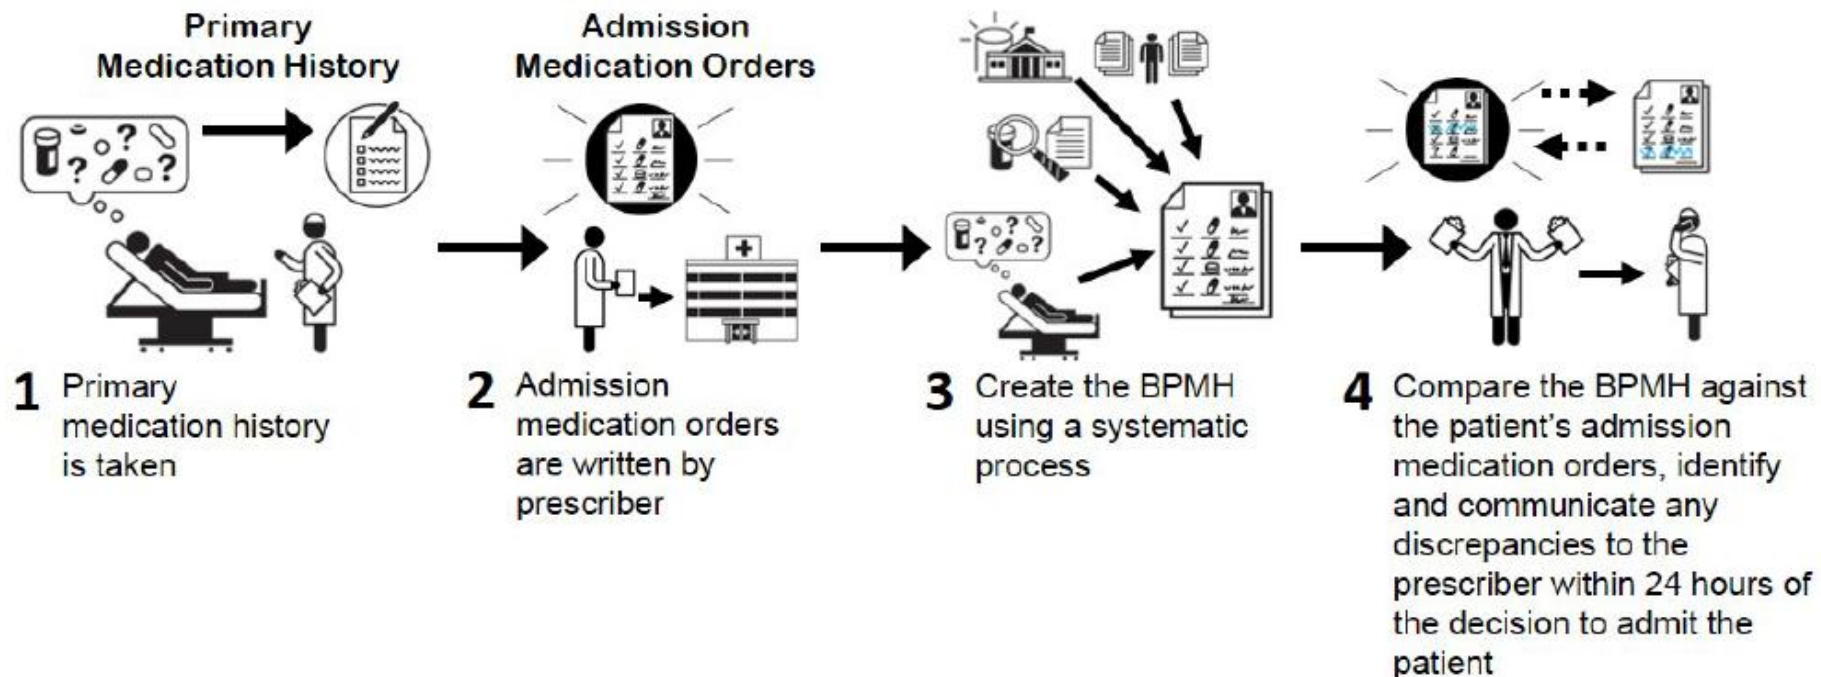 Primary
Medication History
Admission
Medication Orders
1 Primary
medication history
is taken
2 Admission
medication orders
are written by
prescriber
3 Create the BPMH
using a systematic
process
4 Compare the BPMH against
the patient's admission
medication orders, identify
and communicate any
discrepancies to the
prescriber within 24 hours of
the decision to admit the
patient